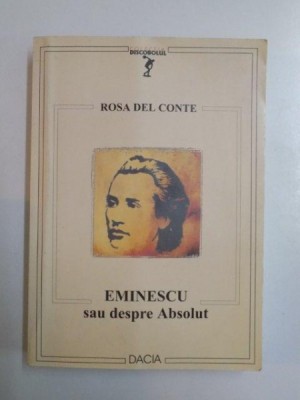 DISCOBOLUL
ROSA DEL CONTE
EMINESCU
sau despre Absolut
DACIA